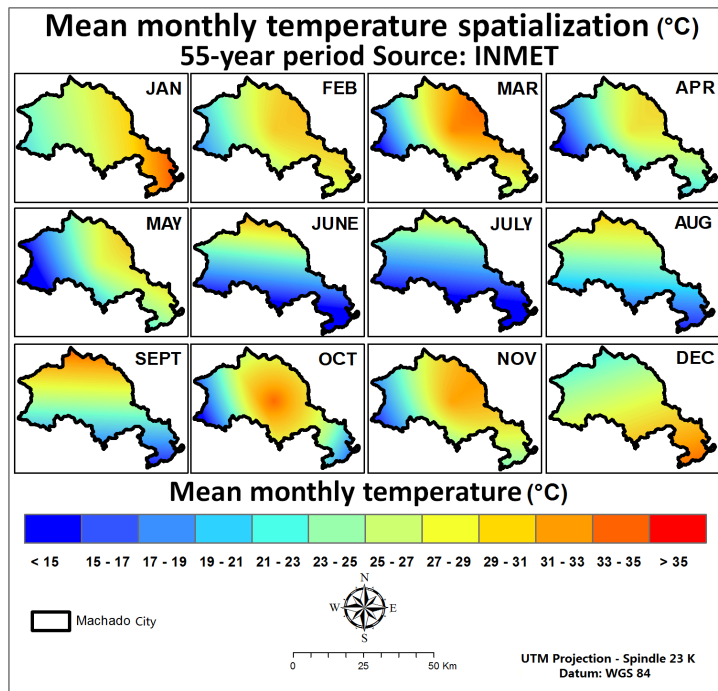 Mean monthly temperature spatialization (°C)
55-year period Source: INMET
JAN
FEB
MAR
APR
MAY
JUNE
JULY
AUG
SEPT
OCT
NOV
DEC
Mean monthly temperature (°C)
< 15 15 - 17 17 - 19 19 - 21 21 - 23 23 - 25 25 - 27 27 - 29 29 - 31 31 - 33 33 - 35 > 35
Machado City
N
W E
S
0 25 50 Km
UTM Projection - Spindle 23 K
Datum: WGS 84